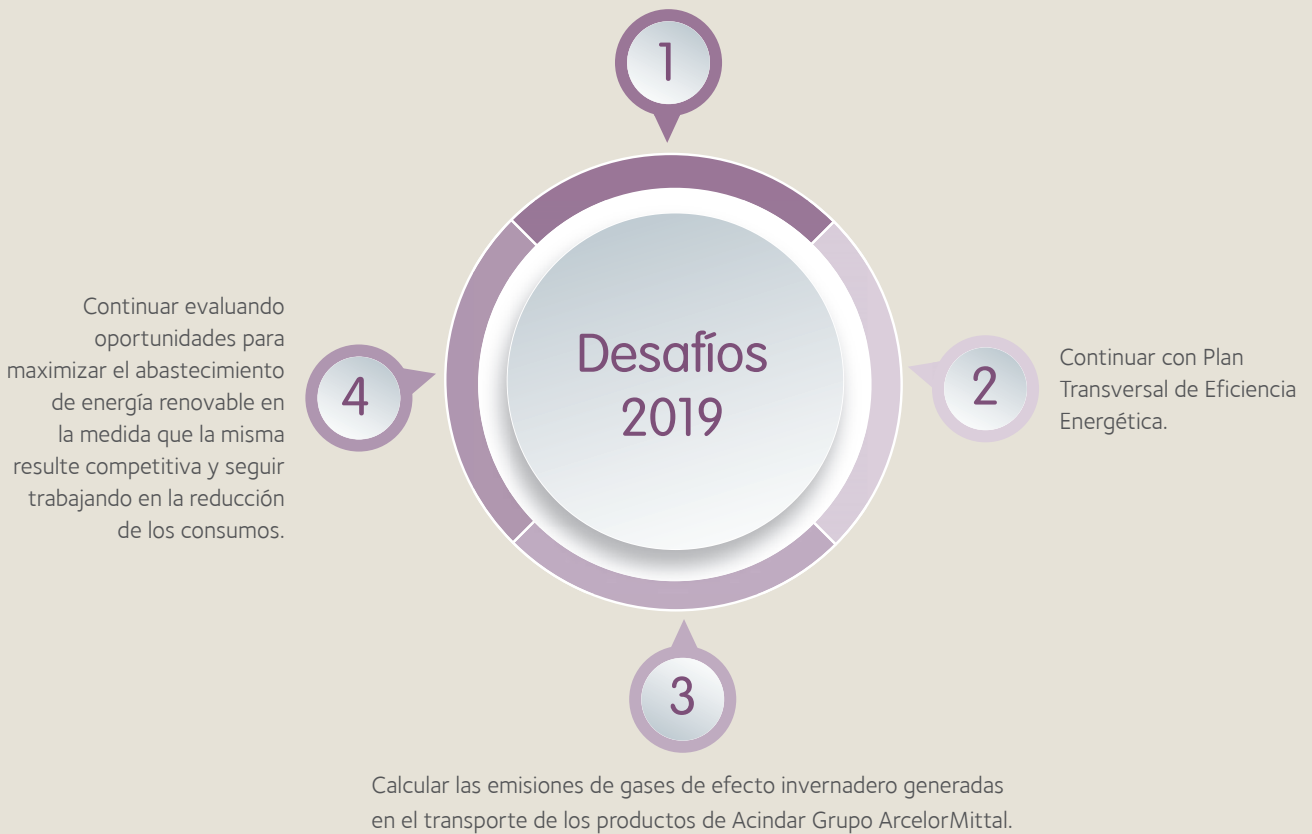 1
Desafíos
2019
2
Continuar con Plan
Transversal de Eficiencia
Energética.
3
Calcular las emisiones de gases de efecto invernadero generadas
en el transporte de los productos de Acindar Grupo ArcelorMittal.
4
Continuar evaluando
oportunidades para
maximizar el abastecimiento
de energía renovable en
la medida que la misma
resulte competitiva y seguir
trabajando en la reducción
de los consumos.